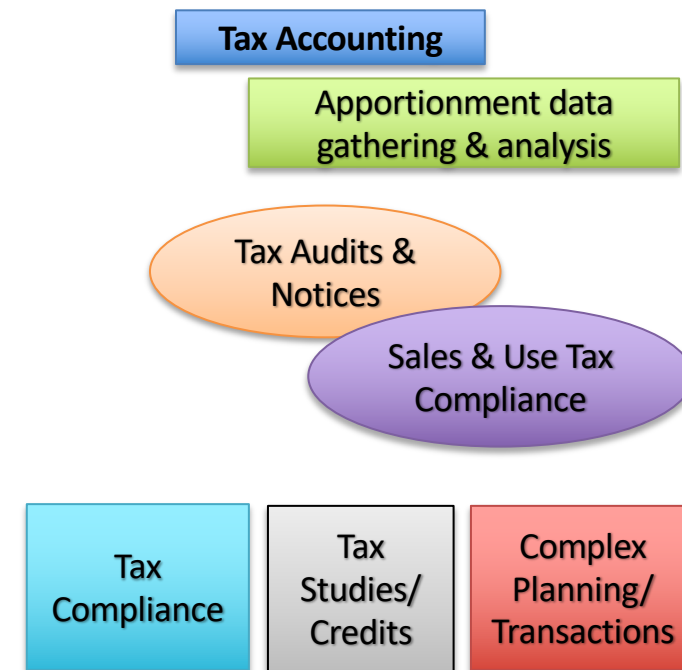 Tax Accounting
Apportionment data
gathering & analysis
Tax Audits &
Notices
Sales & Use Tax
Compliance
Tax
Compliance
Tax
Studies/
Credits
Complex
Planning/
Transactions